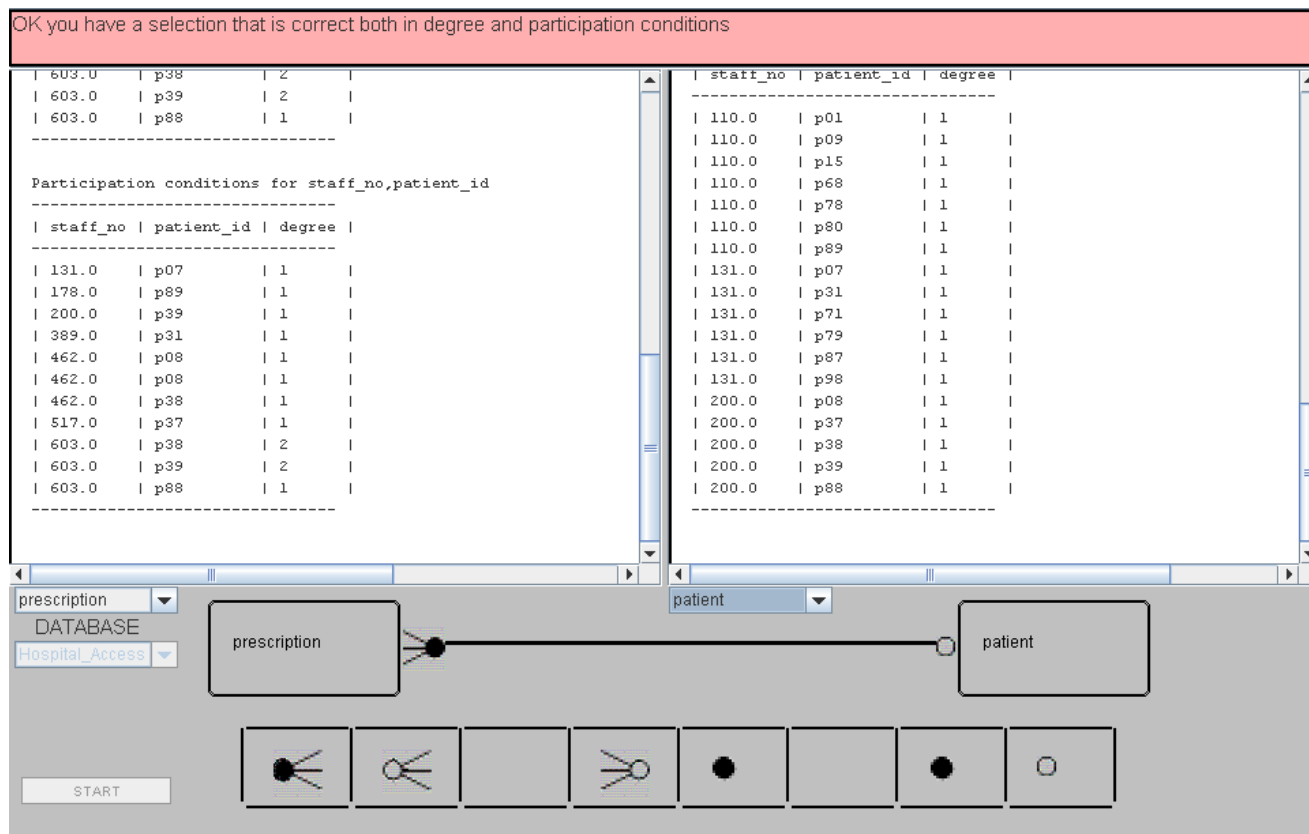 OK you have a selection that is correct both in degree and participation conditions
| 603.0 | p38 | 2 |
| 603.0 | p39 | 2 |
| 603.0 | p88 | 1 |
--------------------------------
Participation conditions for staff_no,patient_id
--------------------------------
| staff_no | patient_id | degree |
--------------------------------
| 131.0 | p07 | 1 |
| 178.0 | p89 | 1 |
| 200.0 | p39 | 1 |
| 389.0 | p31 | 1 |
| 462.0 | p08 | 1 |
| 462.0 | p08 | 1 |
| 462.0 | p38 | 1 |
| 517.0 | p37 | 1 |
| 603.0 | p38 | 2 |
| 603.0 | p39 | 2 |
| 603.0 | p88 | 1 |
--------------------------------
| staff_no | patient_id | degree |
--------------------------------
| 110.0 | p01 | 1 |
| 110.0 | p09 | 1 |
| 110.0 | p15 | 1 |
| 110.0 | p68 | 1 |
| 110.0 | p78 | 1 |
| 110.0 | p80 | 1 |
| 110.0 | p89 | 1 |
| 131.0 | p07 | 1 |
| 131.0 | p31 | 1 |
| 131.0 | p71 | 1 |
| 131.0 | p79 | 1 |
| 131.0 | p87 | 1 |
| 131.0 | p98 | 1 |
| 200.0 | p08 | 1 |
| 200.0 | p37 | 1 |
| 200.0 | p38 | 1 |
| 200.0 | p39 | 1 |
| 200.0 | p88 | 1 |
--------------------------------
prescription
patient
DATABASE
Hospital_Access
prescription
patient
START